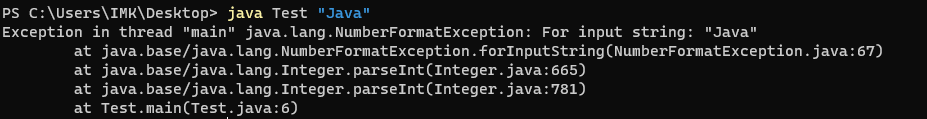 PS C:\Users\IMK\Desktop> java Test "Java"
Exception in thread "main" java.lang.NumberFormatException: For input string: "Java"
        at java.base/java.lang.NumberFormatException.forInputString(NumberFormatException.java:67)
        at java.base/java.lang.Integer.parseInt(Integer.java:665)
        at java.base/java.lang.Integer.parseInt(Integer.java:781)
        at Test.main(Test.java:6)